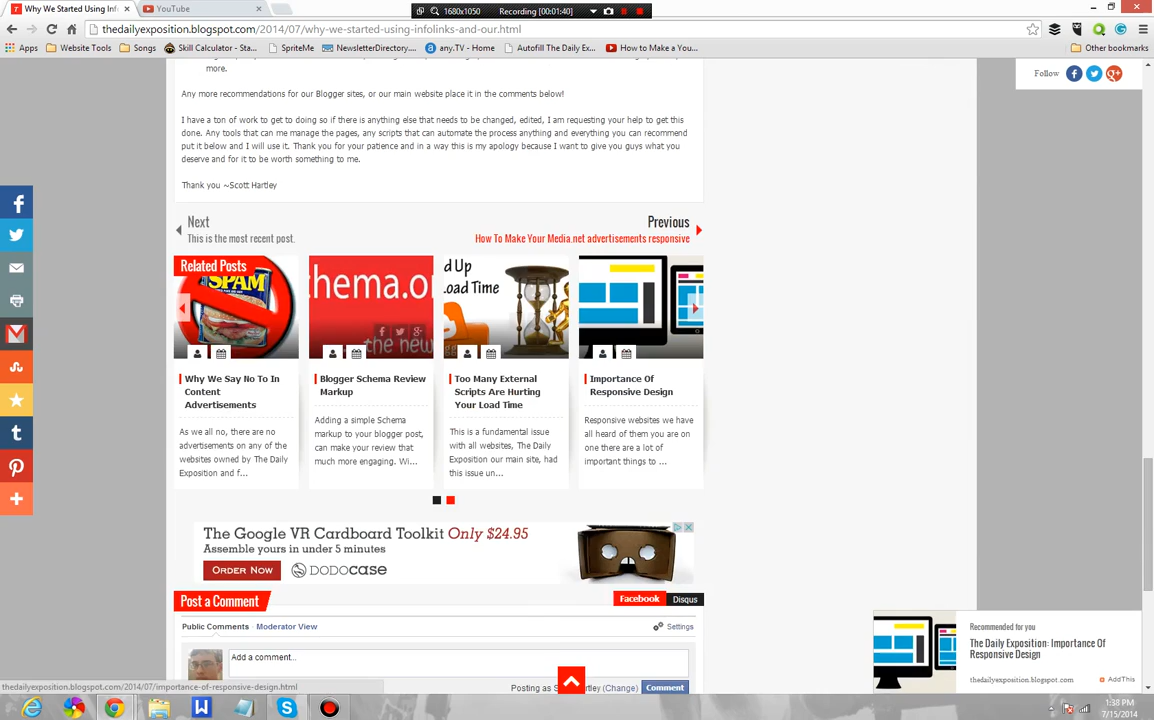 Why We Started Using Info
YouTube
1680x1050
Recording [00:01:40]
thedailyexposition.blogspot.com/2014/07/why-we-started-using-infolinks-and-our.html
Apps
Website Tools
Songs
Skill Calculator - Sta...
SpriteMe
NewsletterDirectory....
any.TV - Home
Autofill The Daily Ex...
How to Make a You...
Other bookmarks
more.
Follow
Any more recommendations for our Blogger sites, or our main website place it in the comments below!
I have a ton of work to get to doing so if there is anything else that needs to be changed, edited, I am requesting your help to get this
done. Any tools that can me manage the pages, any scripts that can automate the process anything and everything you can recommend
put it below and I will use it. Thank you for your patience and in a way this is my apology because I want to give you guys what you
deserve and for it to be worth something to me.
Thank you ~Scott Hartley
Next
This is the most recent post.
Previous
How To Make Your Media.net advertisements responsive
Related Posts
SPAM
chema.o
the new
d Up
Load Time
Why We Say No To In
Content
Advertisements
As we all no, there are no
advertisements on any of the
websites owned by The Daily
Exposition and f...
Blogger Schema Review
Markup
Adding a simple Schema
markup to your blogger post,
can make your review that
much more engaging. Wi...
Too Many External
Scripts Are Hurting
Your Load Time
This is a fundamental issue
with all websites, The Daily
Exposition our main site, had
this issue un...
Importance Of
Responsive Design
Responsive websites we have
all heard of them you are on
one there are a lot of
important things to ...
The Google VR Cardboard Toolkit Only $24.95
Assemble yours in under 5 minutes
ORDER NOW
DODOCASE
Post a Comment
Facebook
Disqus
Public Comments
Moderator View
Settings
Add a comment...
Posting as S
rtley (Change)
Comment
Recommended for you
The Daily Exposition: Importance Of
Responsive Design
thedailyexposition.blogspot.com
AddThis
thedailyexposition.blogspot.com/2014/07/importance-of-responsive-design.html
1:38 PM
7/15/2014